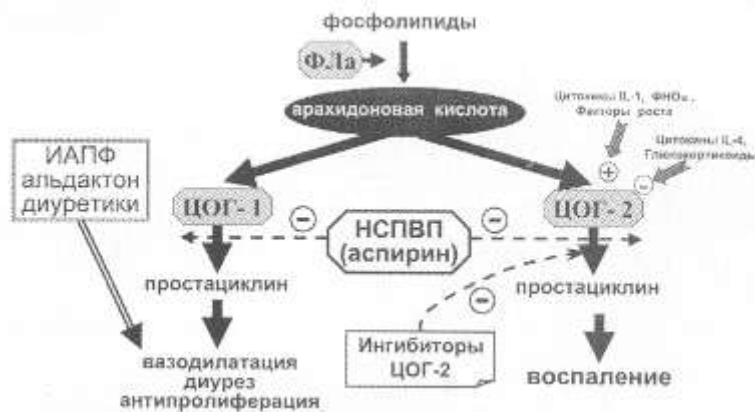 фосфолипиды
ФЛа
арахидоновая кислота
Цитокины IL-1, ФНОα,
Факторы роста
Цитокины IL-4,
Глюкокортикоиды
ИАПФ
альдактон
диуретики
+
−
ЦОГ-1
−
НСПВП
(аспирин)
−
ЦОГ-2
простациклин
−
простациклин
Ингибиторы
ЦОГ-2
вазодилатация
диурез
антипролиферация
воспаление